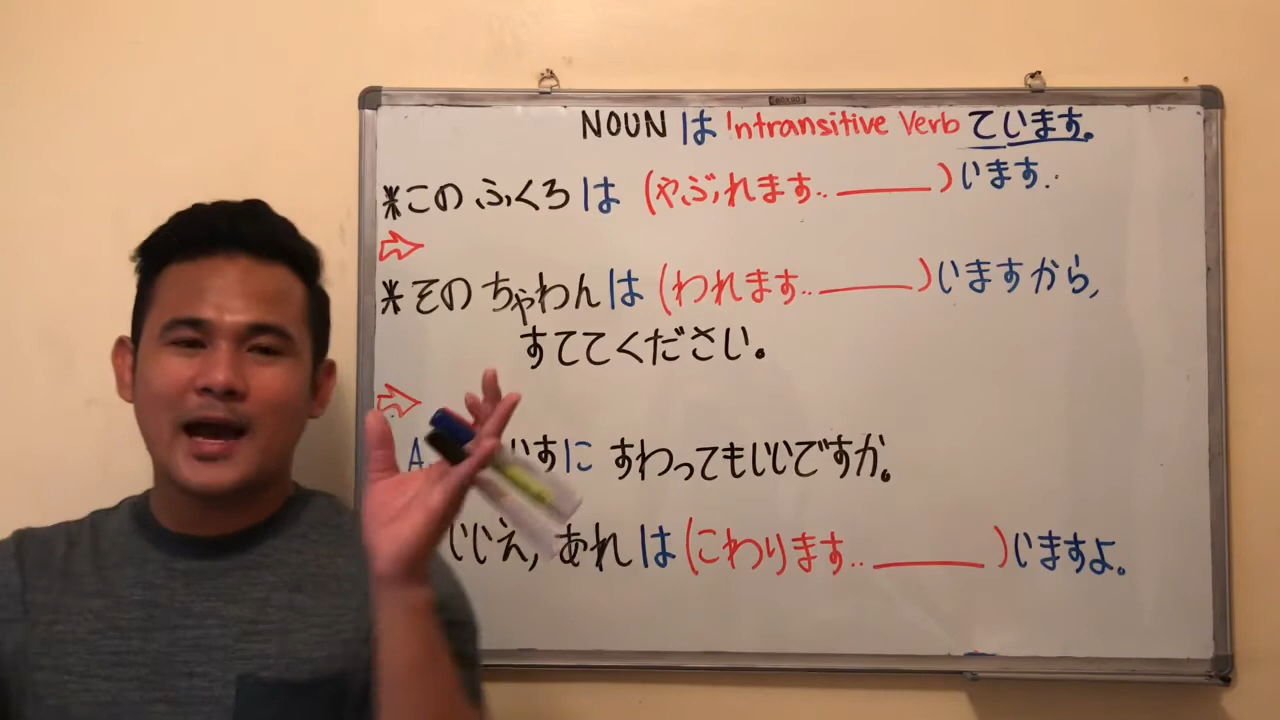 NOUN は Intransitive Verb ています。
※この ふくろ は (やぶれます.. ______) います.
⇨
※ その ちゃわん は (われます.. ______) いますから,
すててください。
⇨
A いすに すわってもいいですか。
いいえ, あれ は (こわります.. ______) いますよ。